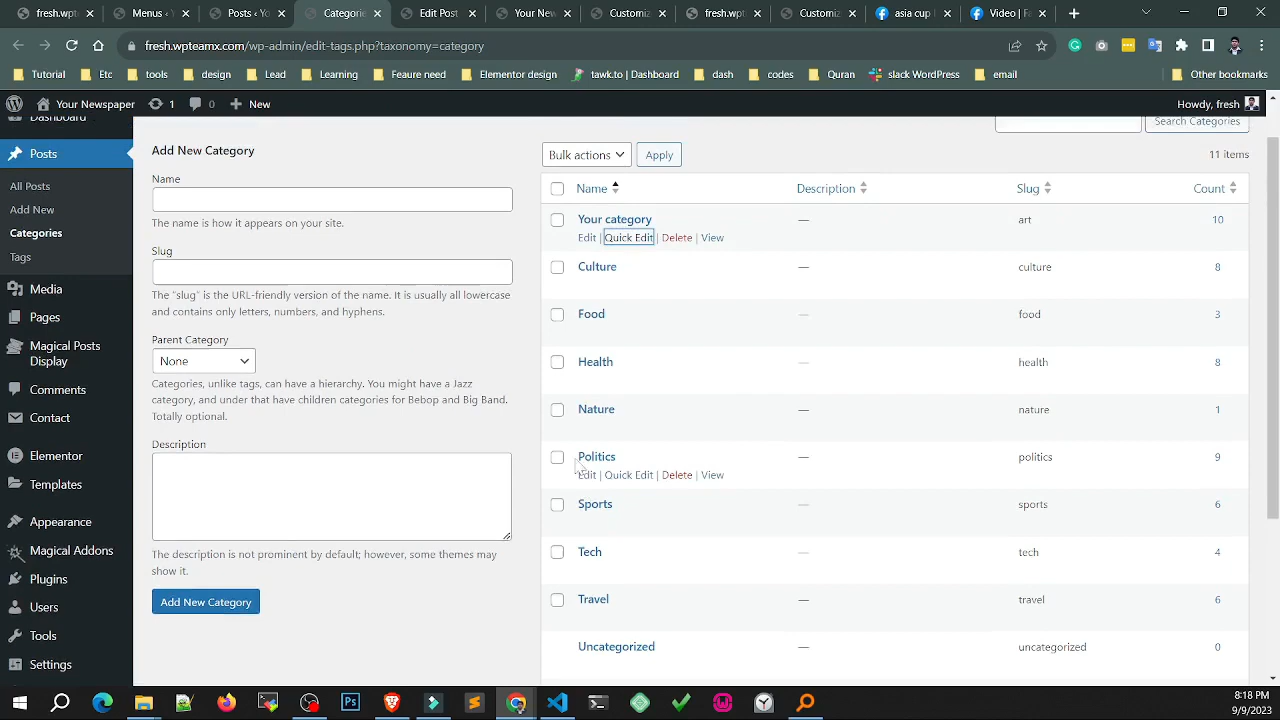 fresh.wpte
Menus ‹ Y
Posts ‹ Yo
Categorie
Edit Post
Your New
Customiz
fresh.wpt
Customiz
asia cup
Video | Fa
fresh.wpteamx.com/wp-admin/edit-tags.php?taxonomy=category
Tutorial
Etc
tools
design
Lead
Learning
Feaure need
Elementor design
tawk.to | Dashboard
dash
codes
Quran
slack WordPress
email
Other bookmarks
Your Newspaper
1
0
New
Howdy, fresh
Dashboard
Posts
All Posts
Add New
Categories
Tags
Media
Pages
Magical Posts
Display
Comments
Contact
Elementor
Templates
Appearance
Magical Addons
Plugins
Users
Tools
Settings
Add New Category
Name
The name is how it appears on your site.
Slug
The “slug” is the URL-friendly version of the name. It is usually all lowercase
and contains only letters, numbers, and hyphens.
Parent Category
None
Categories, unlike tags, can have a hierarchy. You might have a Jazz
category, and under that have children categories for Bebop and Big Band.
Totally optional.
Description
The description is not prominent by default; however, some themes may
show it.
Add New Category
Search Categories
Bulk actions
Apply
11 items
Name Description Slug Count
Your category — art 10
Edit | Quick Edit | Delete | View
Culture — culture 8
Food — food 3
Health — health 8
Nature — nature 1
Politics — politics 9
Edit | Quick Edit | Delete | View
Sports — sports 6
Tech — tech 4
Travel — travel 6
Uncategorized — uncategorized 0
8:18 PM
9/9/2023